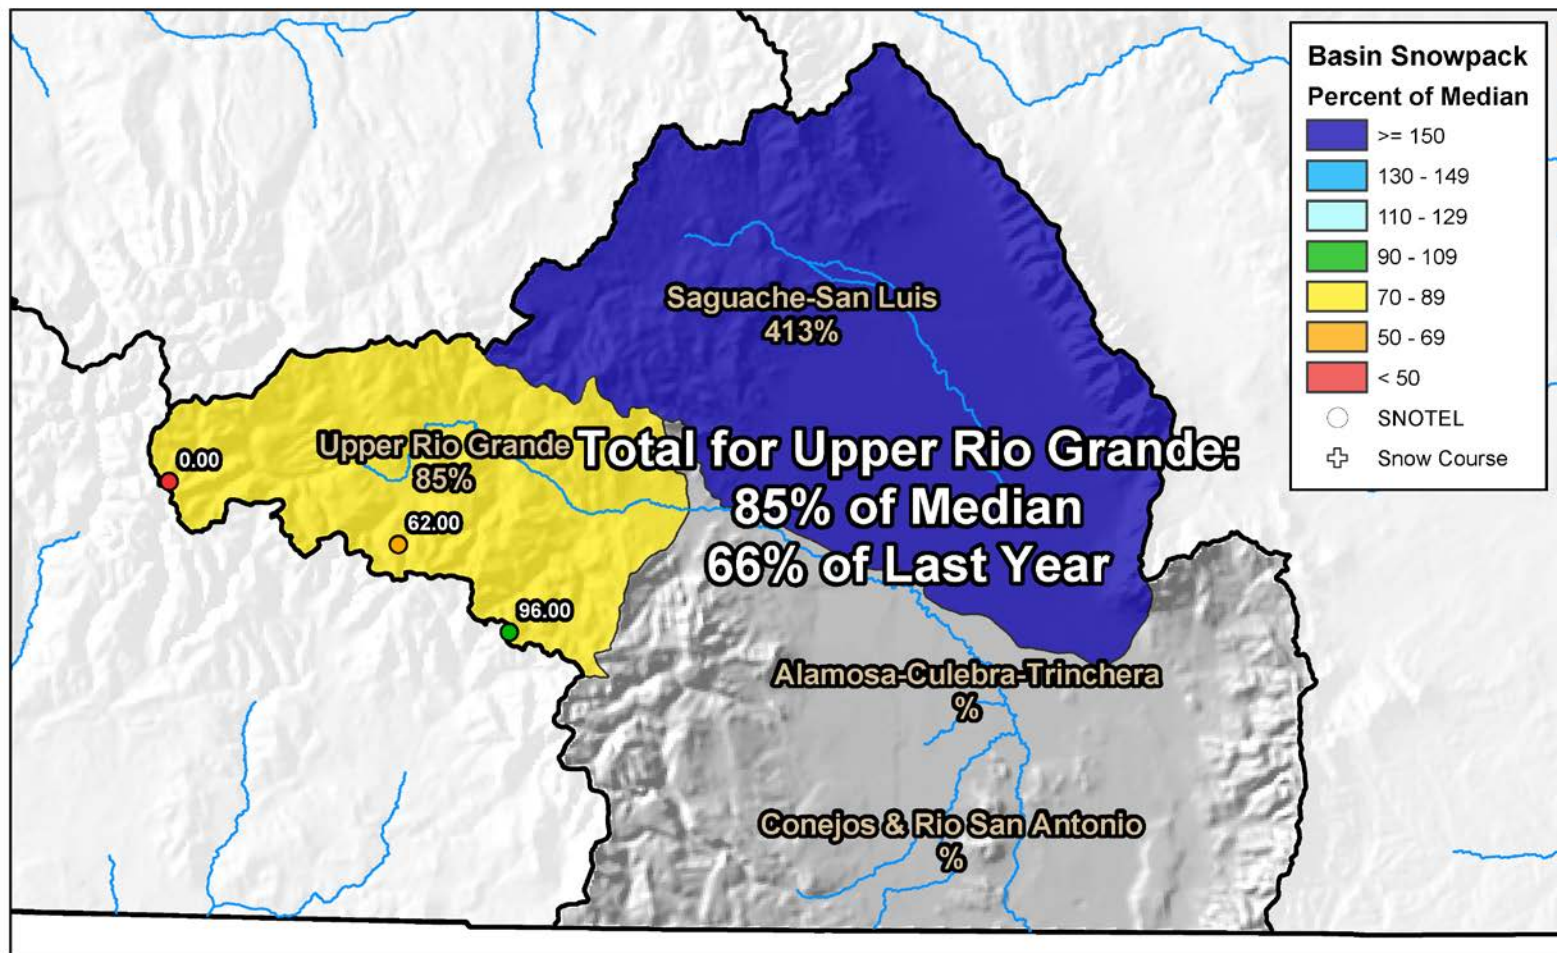 Basin Snowpack
Percent of Median
>= 150
130 - 149
110 - 129
90 - 109
70 - 89
50 - 69
< 50
SNOTEL
Snow Course
Saguache-San Luis
413%
Upper Rio Grande
85%
0.00
62.00
96.00
Total for Upper Rio Grande:
85% of Median
66% of Last Year
Alamosa-Culebra-Trinchera
%
Conejos & Rio San Antonio
%